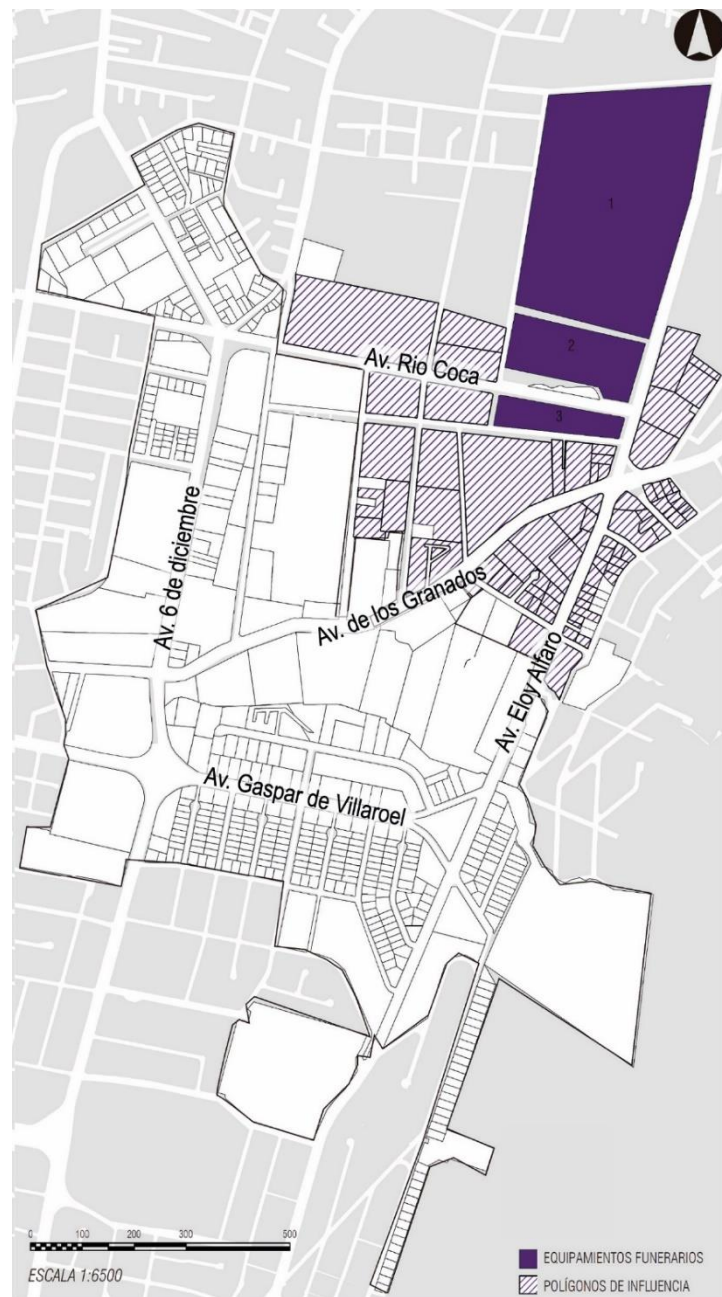 1
2
Av. Rio Coca
3
Av. 6 de diciembre
Av. de los Granados
Av. Eloy Alfaro
Av. Gaspar de Villaroel
0 100 200 300 500
ESCALA 1:6500
EQUIPAMIENTOS FUNERARIOS
POLÍGONOS DE INFLUENCIA